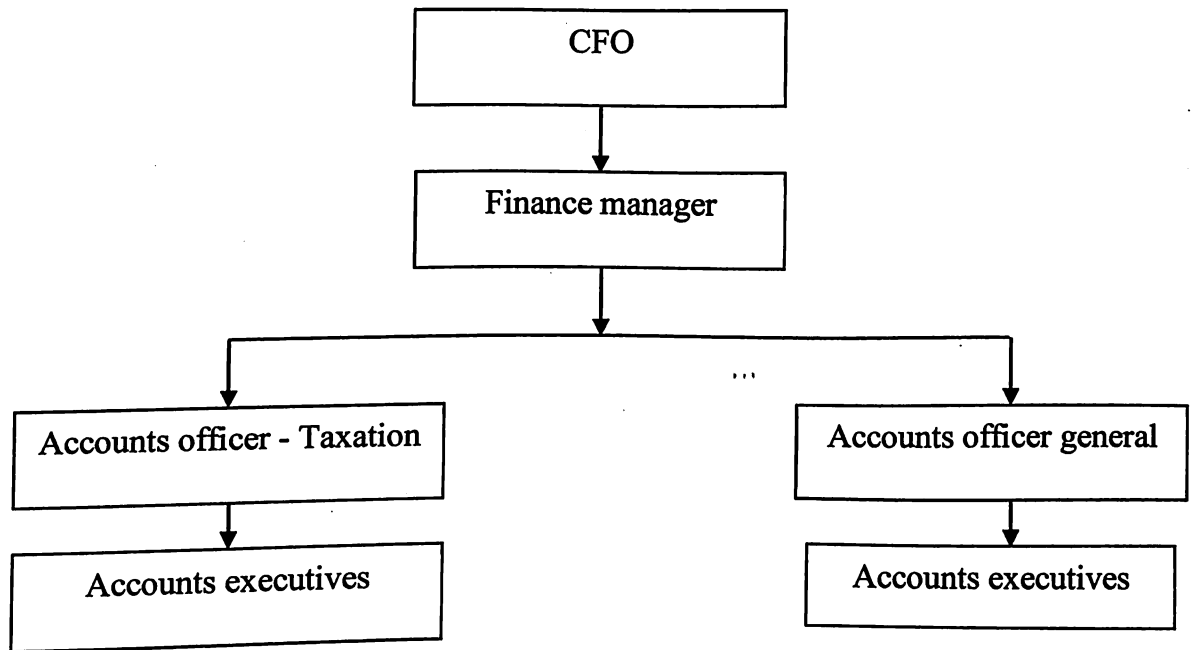 CFO
Finance manager
Accounts officer - Taxation
Accounts officer general
Accounts executives
Accounts executives